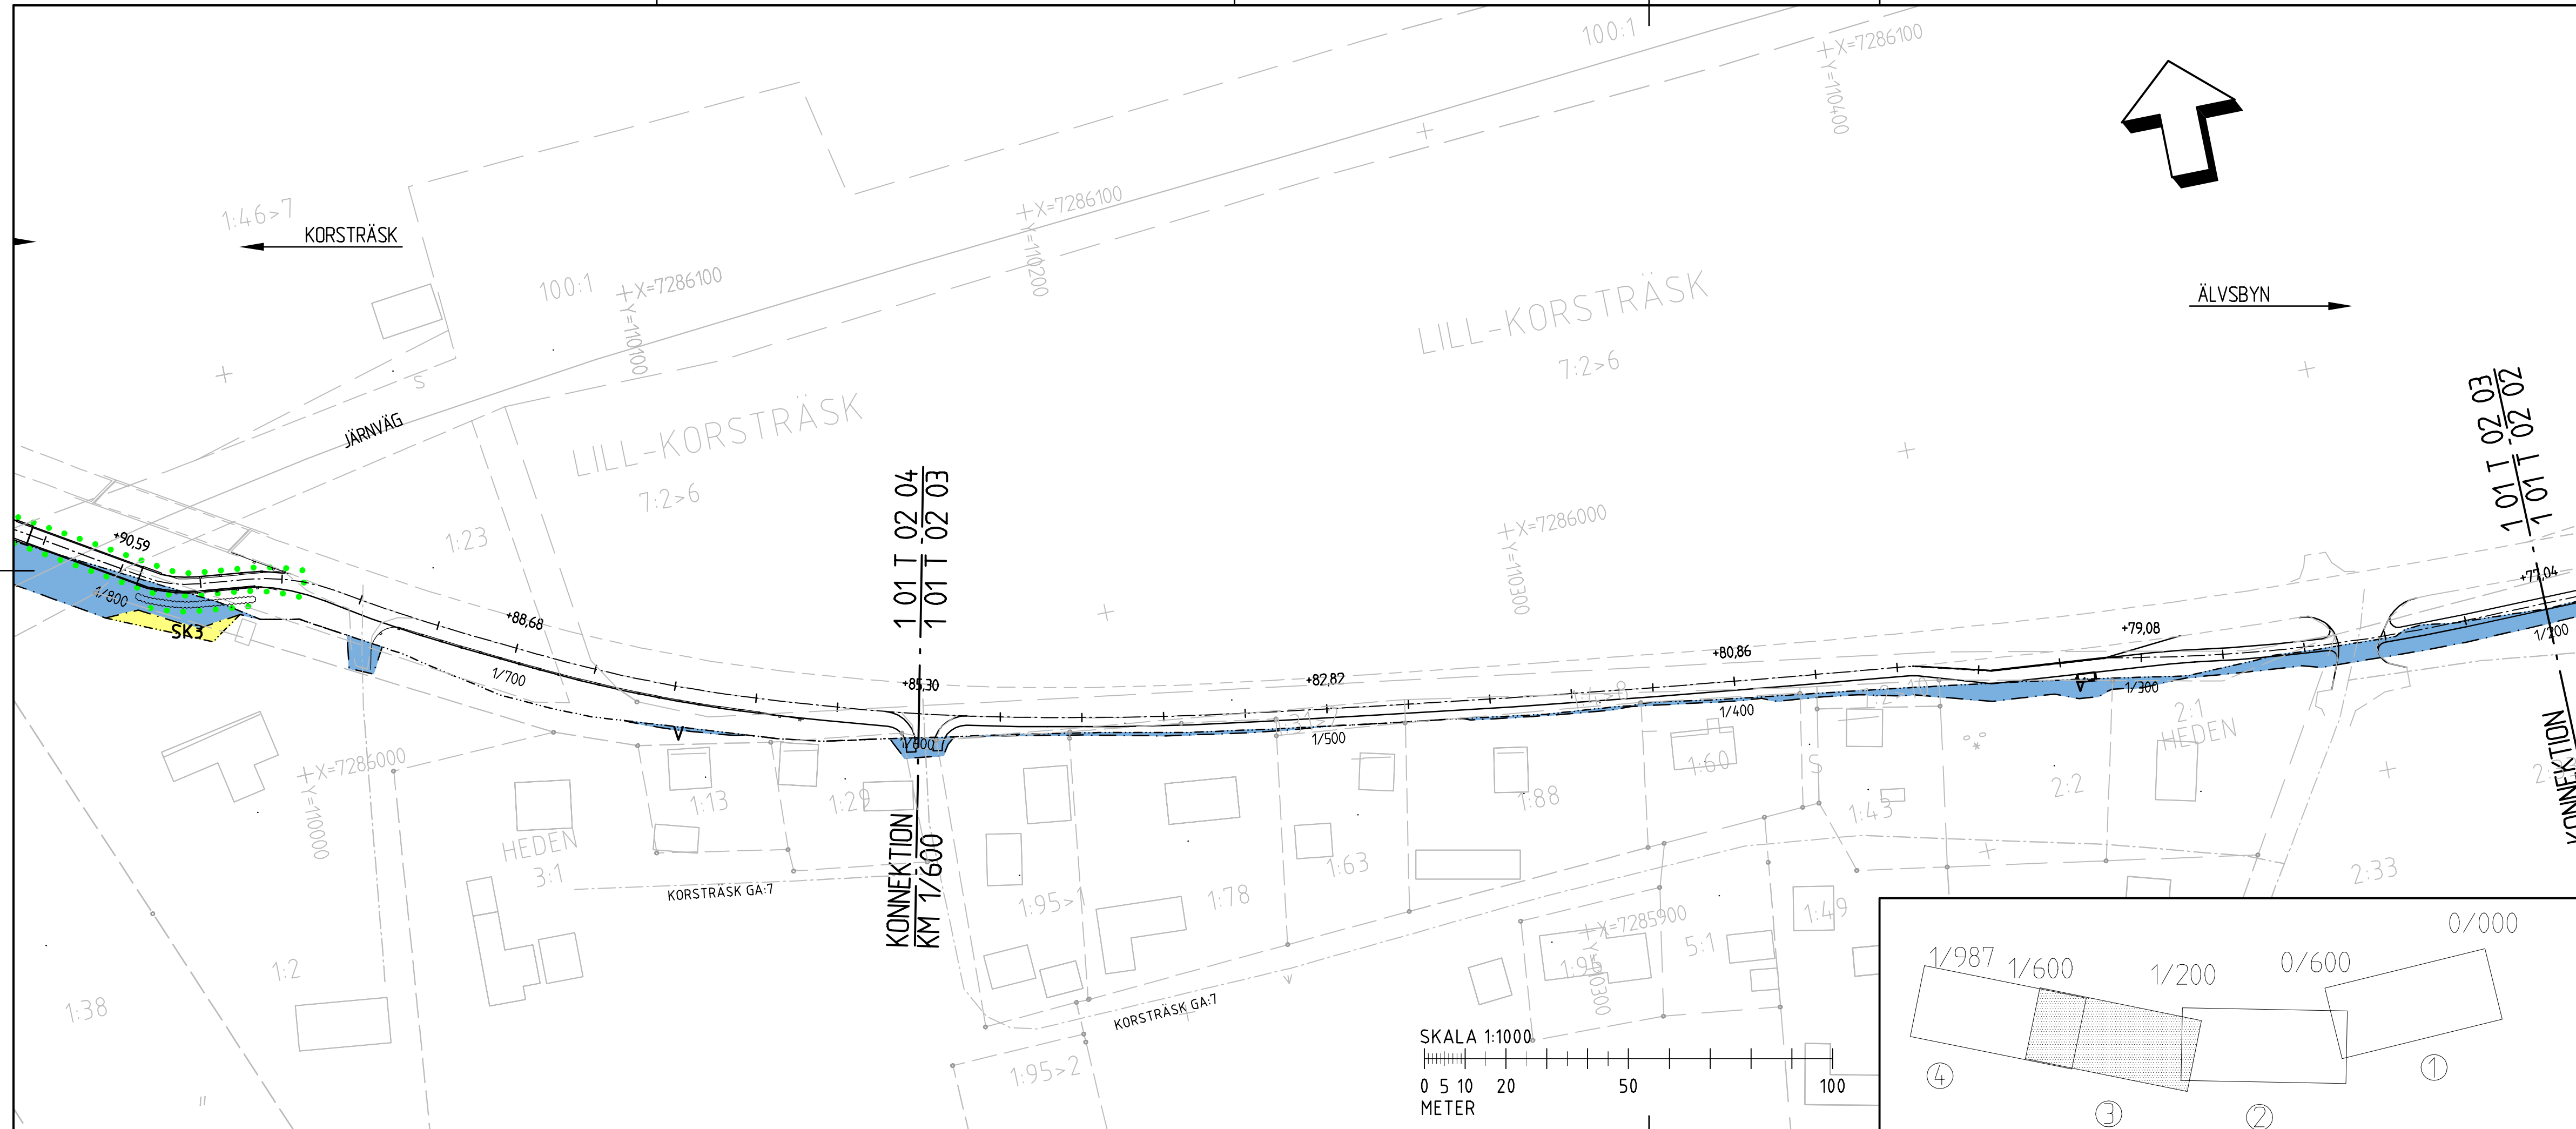 100:1
X=7286100
Y=110400
1:46>7
KORSTRÄSK
X=7286100
Y=110200
100:1
X=7286100
Y=110100
LILL-KORSTRÄSK
7:2>6
ÄLVSBYN
S
JÄRNVÄG
LILL-KORSTRÄSK
7:2>6
1:23
1 01 T 02 04
1 01 T 02 03
1 01 T 02 03
1 01 T 02 02
X=7286000
Y=110300
+90,59
1/800
SK3
+88,68
1/700
+85,30
1/600
+82,82
1/500
+80,86
1/400
+79,08
1/300
+77,04
1/200
2:1
HEDEN
X=7286000
Y=110000
HEDEN
3:1
1:13
1:29
KONNEKTION
KM 1/600
KONNEKTION
1:88
1:60
S
1:43
2:2
1:63
1:78
1:95>1
KORSTRÄSK GA:7
X=7285900
Y=110300
1:96
5:1
1:49
2:33
1:2
1:38
KORSTRÄSK GA:7
1:95>2
SKALA 1:1000
0 5 10 20 50 100
METER
1/987 1/600 1/200 0/600 0/000
4 3 2 1